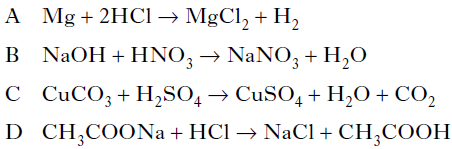 A Mg + 2HCl → MgCl₂ + H₂
B NaOH + HNO₃ → NaNO₃ + H₂O
C CuCO₃ + H₂SO₄ → CuSO₄ + H₂O + CO₂
D CH₃COONa + HCl → NaCl + CH₃COOH